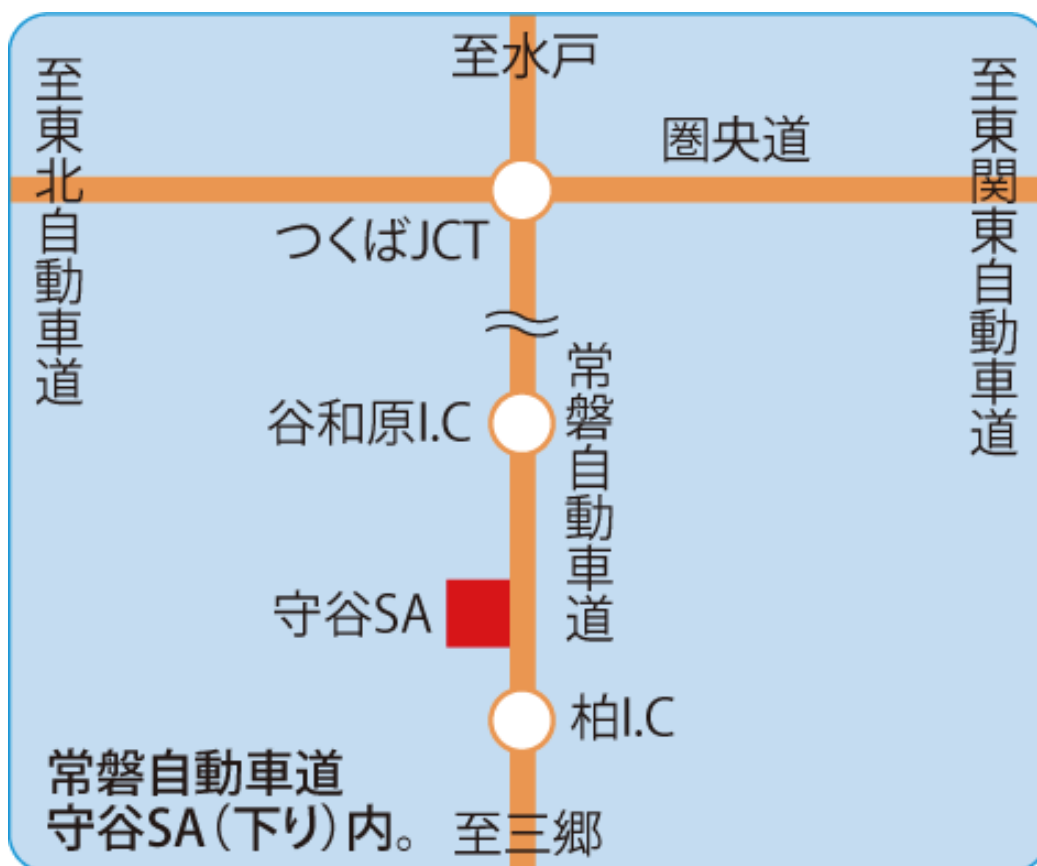 至水戸
至東北自動車道
圏央道
至東関東自動車道
つくばJCT
常磐自動車道
谷和原I.C
守谷SA
柏I.C
常磐自動車道
守谷SA（下り）内。
至三郷